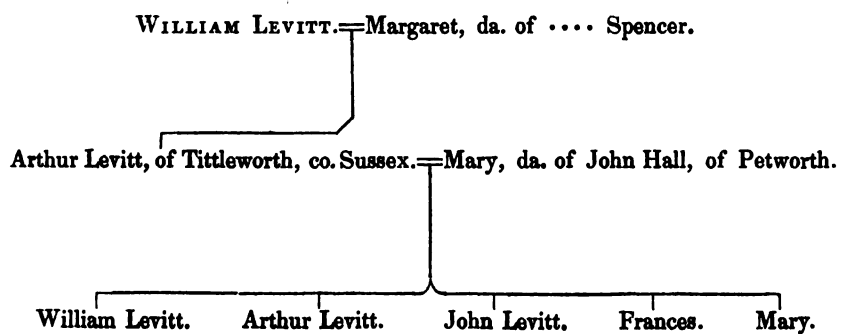 WILLIAM LEVITT.=Margaret, da. of .... Spencer.
Arthur Levitt, of Tittleworth, co. Sussex.=Mary, da. of John Hall, of Petworth.
William Levitt. Arthur Levitt. John Levitt. Frances. Mary.